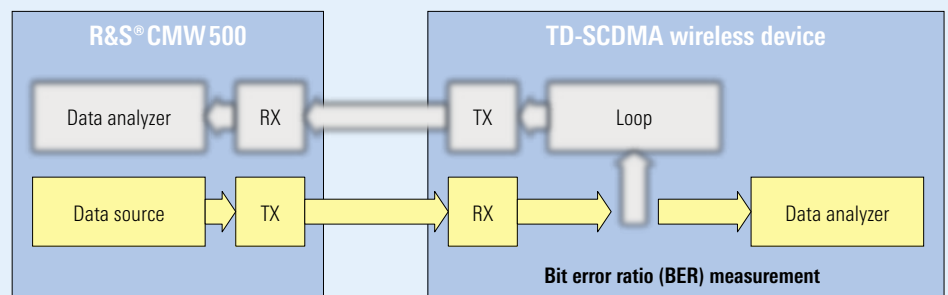 R&S® CMW500
TD-SCDMA wireless device
Data analyzer
RX
TX
Loop
Data source
TX
RX
Data analyzer
Bit error ratio (BER) measurement